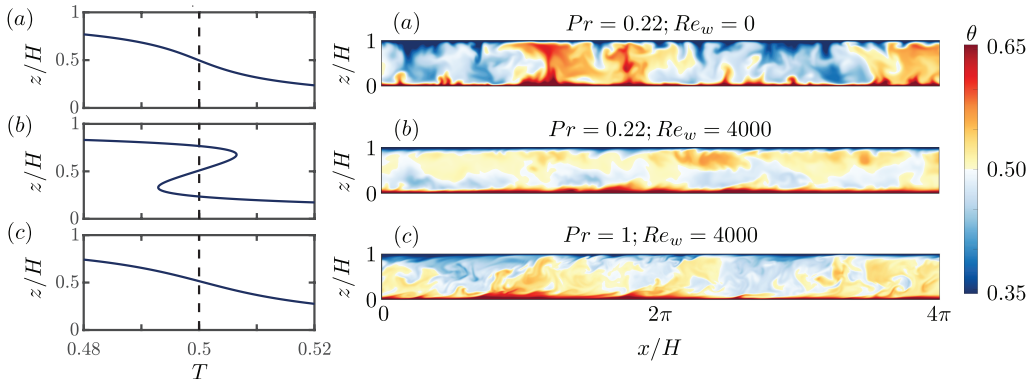 (a)
1
z/H
0.5
0
(b)
1
z/H
0.5
0
(c)
1
z/H
0.5
0
0.48
0.5
0.52
T
(a)
Pr = 0.22; Re_w = 0
1
z/H
0
(b)
Pr = 0.22; Re_w = 4000
1
z/H
0
(c)
Pr = 1; Re_w = 4000
1
z/H
0
0
2π
4π
x/H
θ
0.65
0.50
0.35